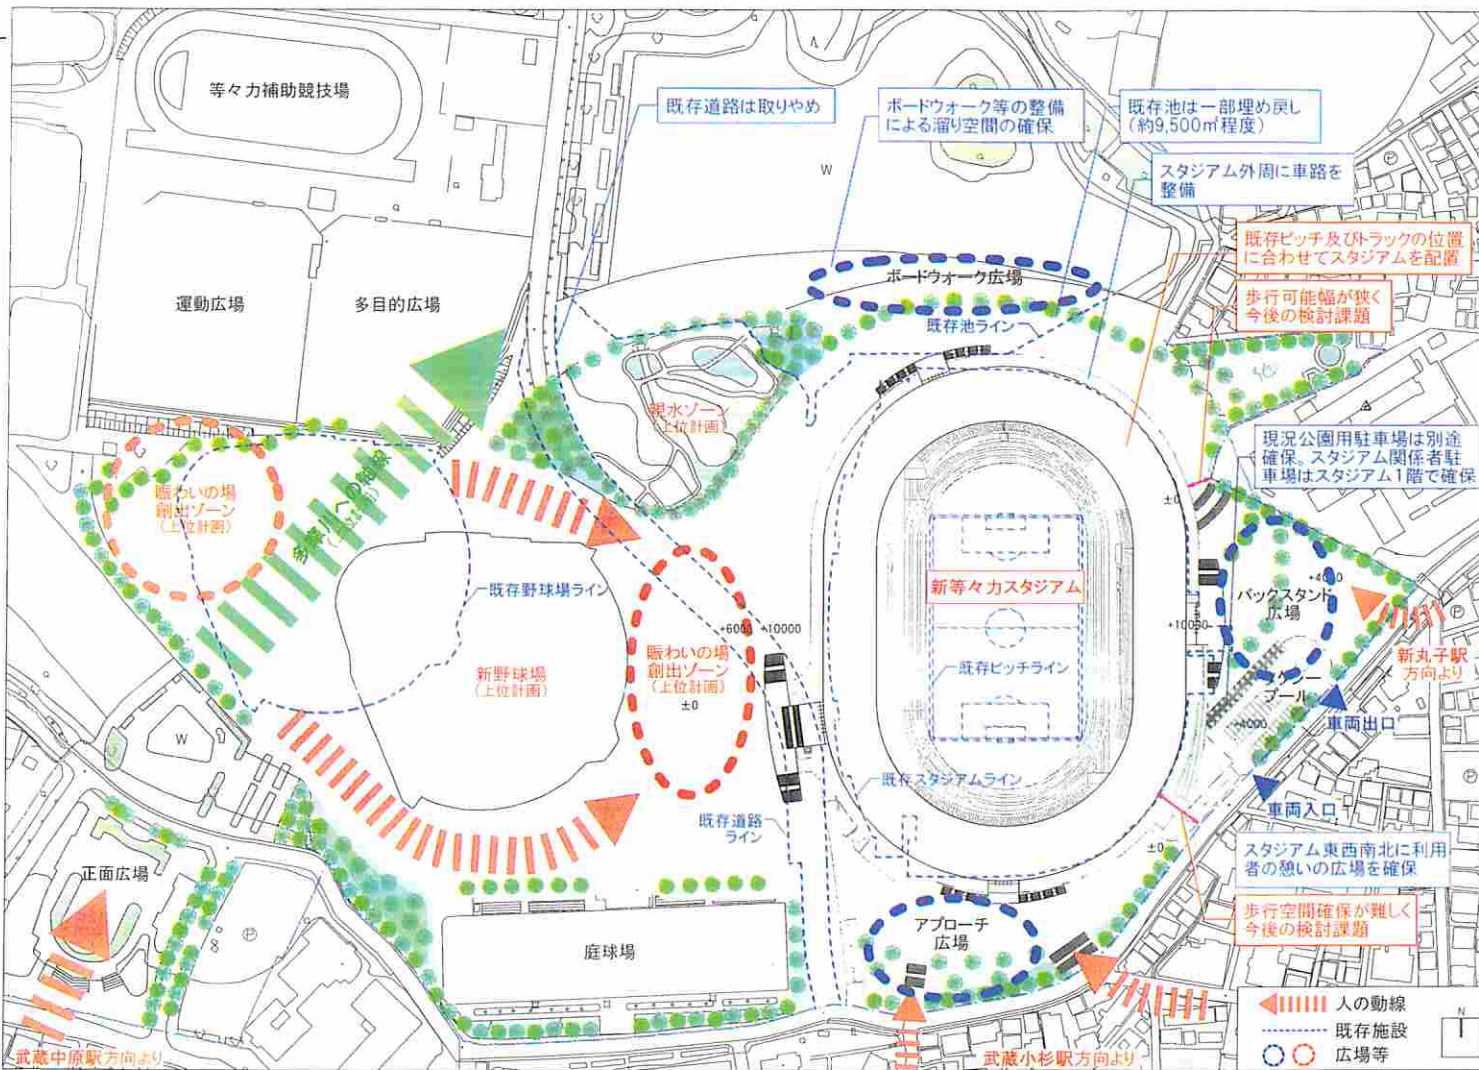 等々力補助競技場
既存道路は取りやめ
ボードウォーク等の整備
による溜り空間の確保
既存池は一部埋め戻し
(約9,500㎡程度)
スタジアム外周に車路を
整備
W
既存ピッチ及びトラックの位置
に合わせてスタジアムを配置
歩行可能幅が狭く
今後の検討課題
運動広場
多目的広場
ボードウォーク広場
既存池ライン
親水ゾーン
(上位計画)
現況公園用駐車場は別途
確保。スタジアム関係者駐
車場はスタジアム1階で確保
±0
賑わいの場
創出ゾーン
(上位計画)
多摩川への
既存野球場ライン
新等々力スタジアム
バックスタンド
広場
+10000
+6000
+10000
新野球場
(上位計画)
賑わいの場
創出ゾーン
(上位計画)
±0
既存ピッチライン
新丸子駅
方向より
プール
車両出口
W
既存スタジアムライン
車両入口
既存道路
ライン
±0
スタジアム東西南北に利用
者の憩いの広場を確保
正面広場
歩行空間確保が難しく
今後の検討課題
アプローチ
広場
庭球場
人の動線
既存施設
広場等
N
武蔵中原駅方向より
武蔵小杉駅方向より